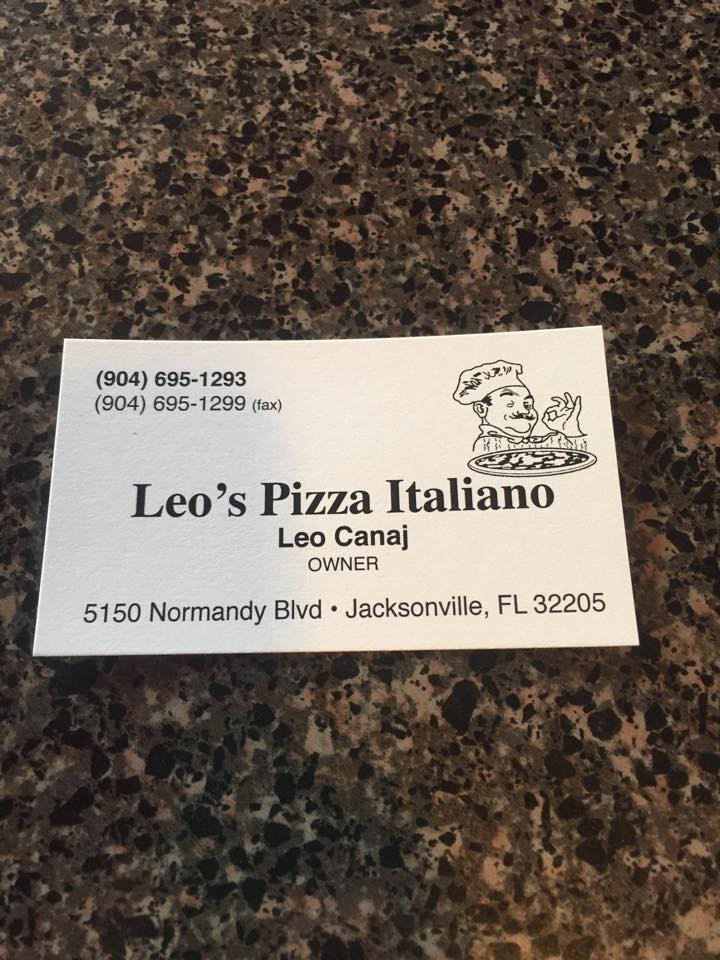 (904) 695-1293
(904) 695-1299 (fax)
Leo's Pizza Italiano
Leo Canaj
OWNER
5150 Normandy Blvd • Jacksonville, FL 32205